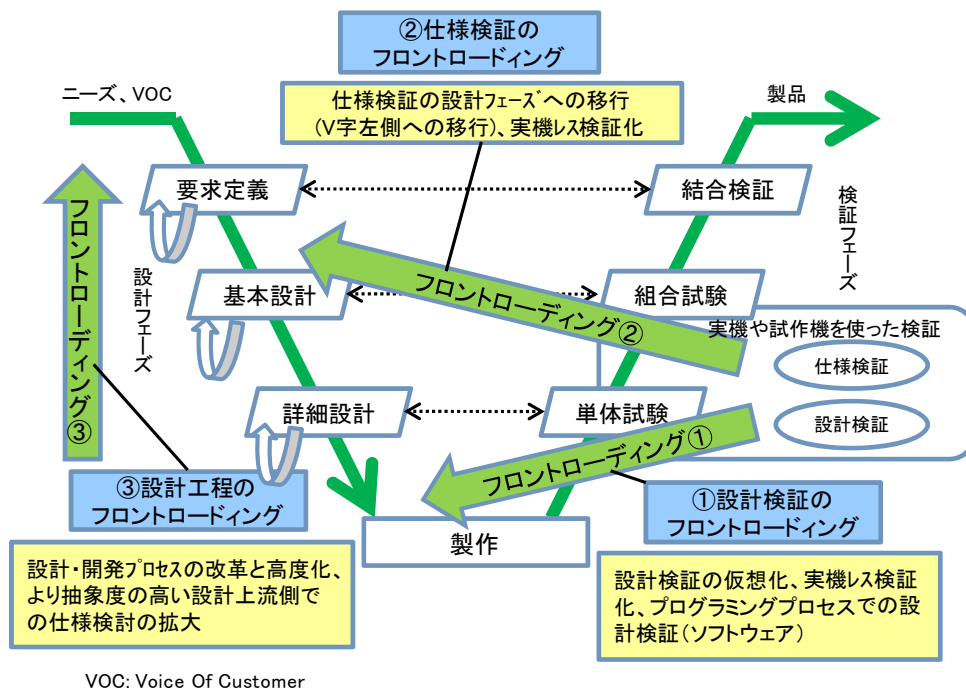 ②仕様検証の
フロントローディング
ニーズ、VOC
仕様検証の設計フェーズへの移行
(V字左側への移行)、実機レス検証化
製品
要求定義
結合検証
フロントローディング③
設計フェーズ
検証フェーズ
基本設計
フロントローディング②
組合試験
実機や試作機を使った検証
仕様検証
詳細設計
単体試験
設計検証
フローディング①
③設計工程の
フロントロードィング
①設計検証の
フロントロードィング
製作
設計・開発プロセスの改革と高度化、
より抽象度の高い設計上流側で
の仕様検討の拡大
設計検証の仮想化、実機レス検証
化、プログラミングプロセスでの設
計検証(ソフトウェア)
VOC: Voice Of Customer